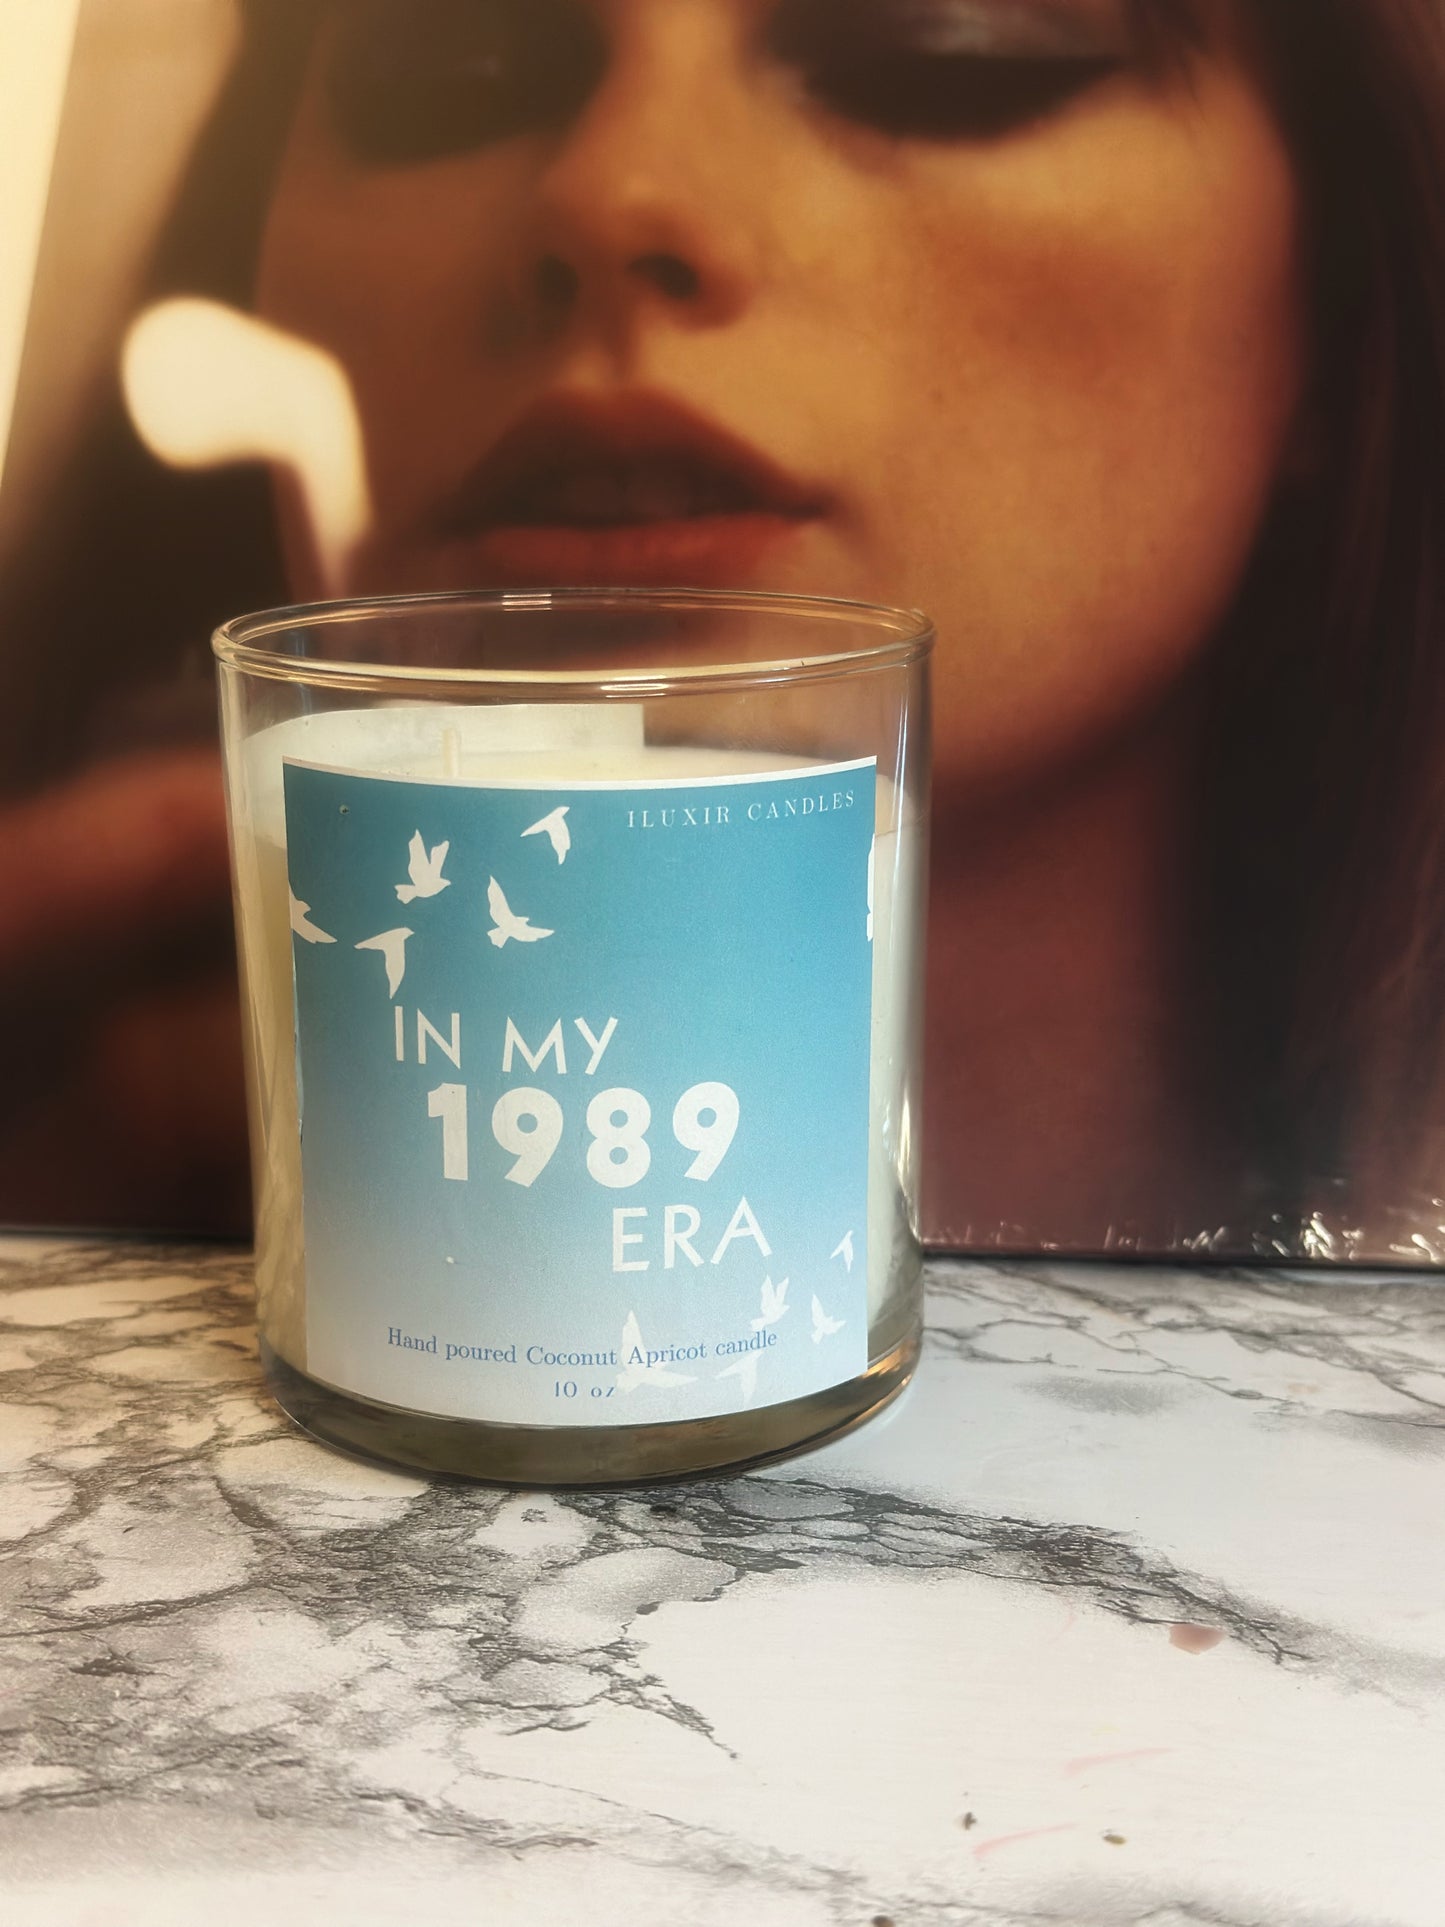 ILUXIR CANDLES
IN MY
1989
ERA
Hand poured Coconut Apricot candle
10 oz